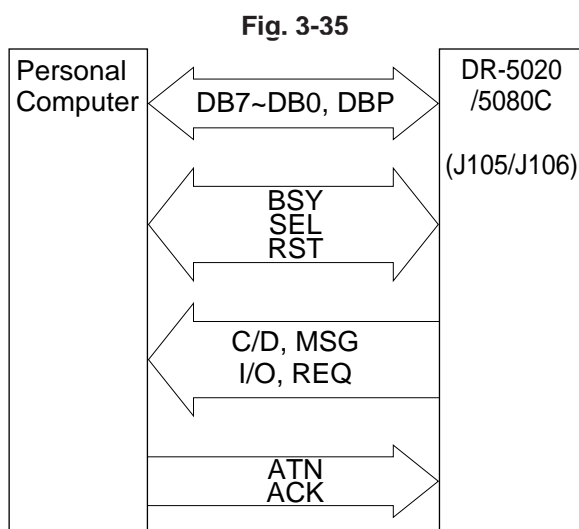 Fig. 3-35
Personal
Computer
DR-5020
/5080C
(J105/J106)
DB7~DB0, DBP
BSY
SEL
RST
C/D, MSG
I/O, REQ
ATN
ACK